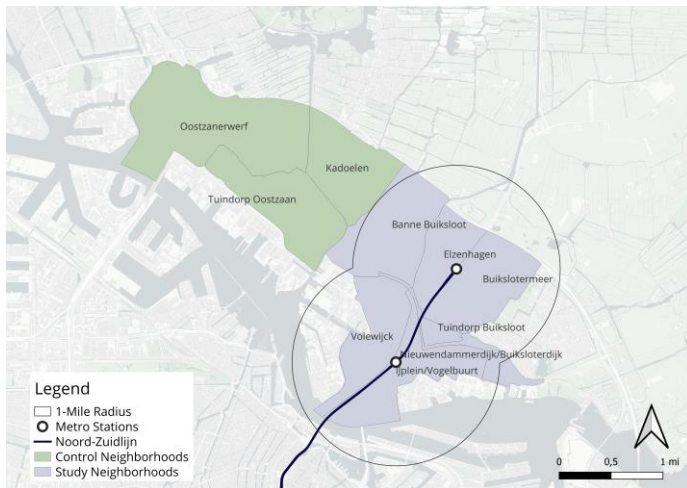 Oostzanerwerf
Kadoelen
Tuindorp Oostzaan
Banne Buiksloot
Elzenhagen
Buikslotermeer
Tuindorp Buiksloot
Volewijck
Nieuwendammerdijk/Buiksloterdijk
Ijplein/Vogelbuurt
Legend
1-Mile Radius
Metro Stations
Noord-Zuidlijn
Control Neighborhoods
Study Neighborhoods
0 0,5 1 mi